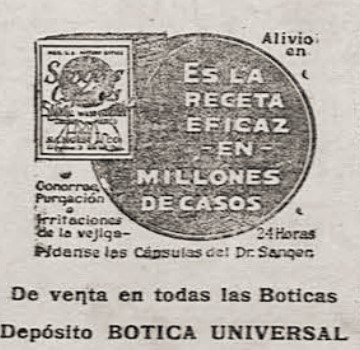 Alivio
en
ES LA
RECETA
EFICAZ
-EN-
MILLONES
DE CASOS
Gonorrea,
Purgación
o
Irritaciones
de la vejiga-
24 Horas
Pídanse las Cápsulas del Dr. Sanger.
De venta en todas las Boticas
Depósito BOTICA UNIVERSAL